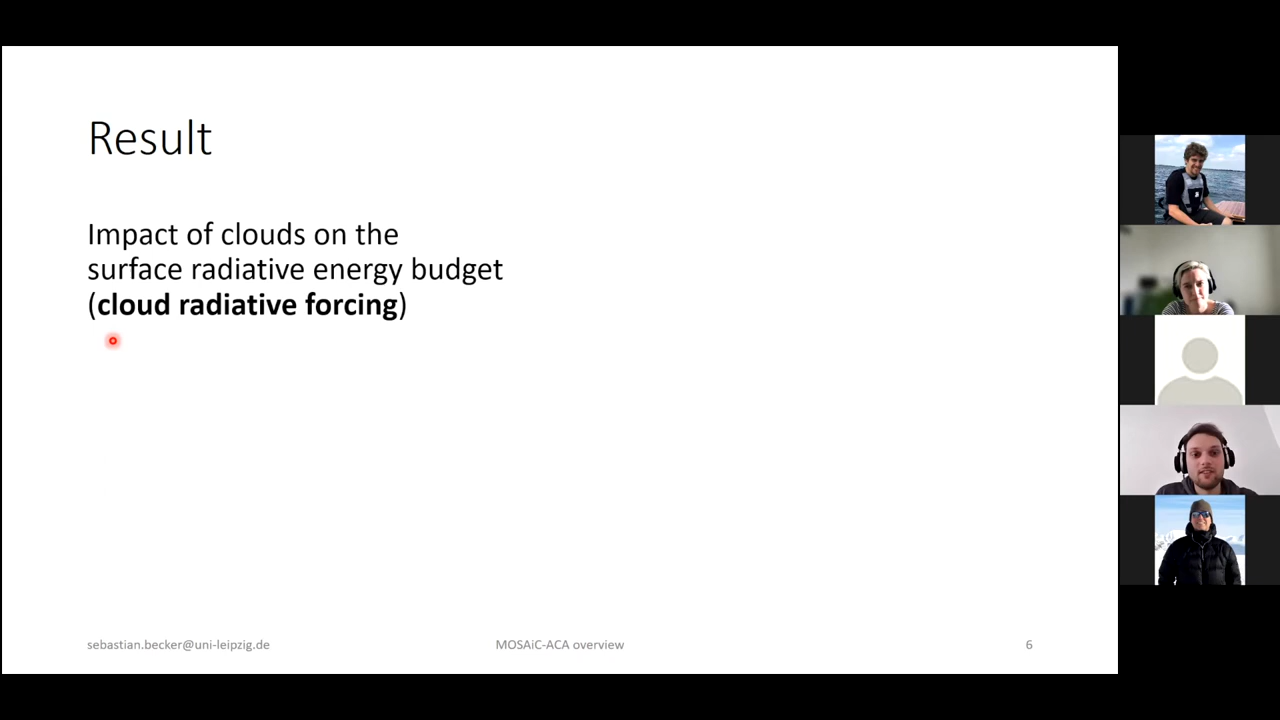 Result
Impact of clouds on the
surface radiative energy budget
(cloud radiative forcing)
sebastian.becker@uni-leipzig.de
MOSAiC-ACA overview
6